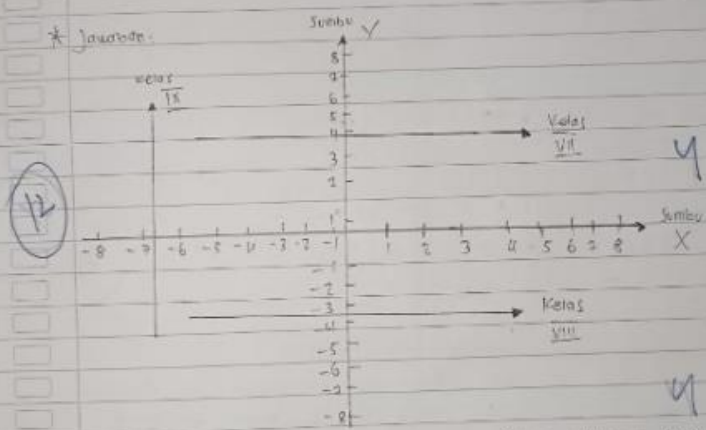 * Jawaban.
Sumbu Y
8
7
6
5
4
3
2
1
Kelas
IX
Kelas
VII
4
12
Sumbu
X
-8 -7 -6 -5 -4 -3 -2 -1 1 2 3 4 5 6 7 8
-1
-2
-3
-4
-5
-6
-7
-8
Kelas
VIII
4